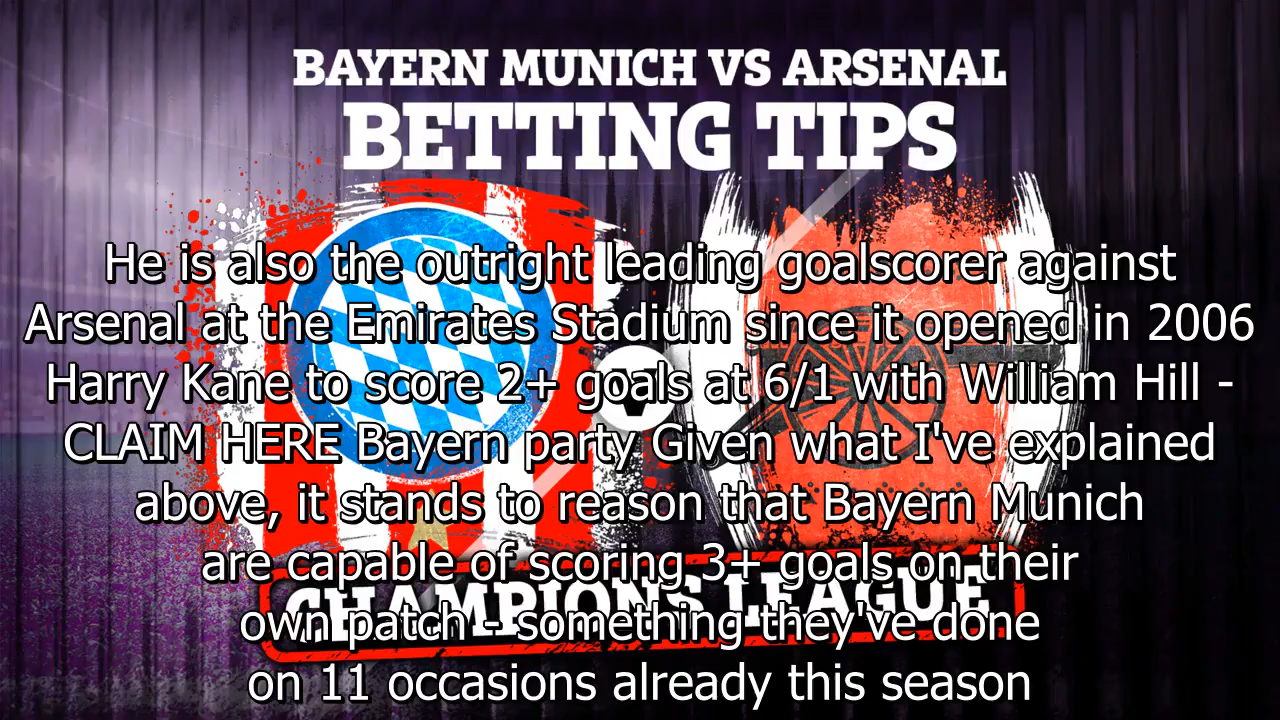 BAYERN MUNICH VS ARSENAL
BETTING TIPS
He is also the outright leading goalscorer against
Arsenal at the Emirates Stadium since it opened in 2006
Harry Kane to score 2+ goals at 6/1 with William Hill -
CLAIM HERE Bayern party Given what I've explained
above, it stands to reason that Bayern Munich
are capable of scoring 3+ goals on their
CHAMPIONS LEAGUE
own patch - something they've done
on 11 occasions already this season